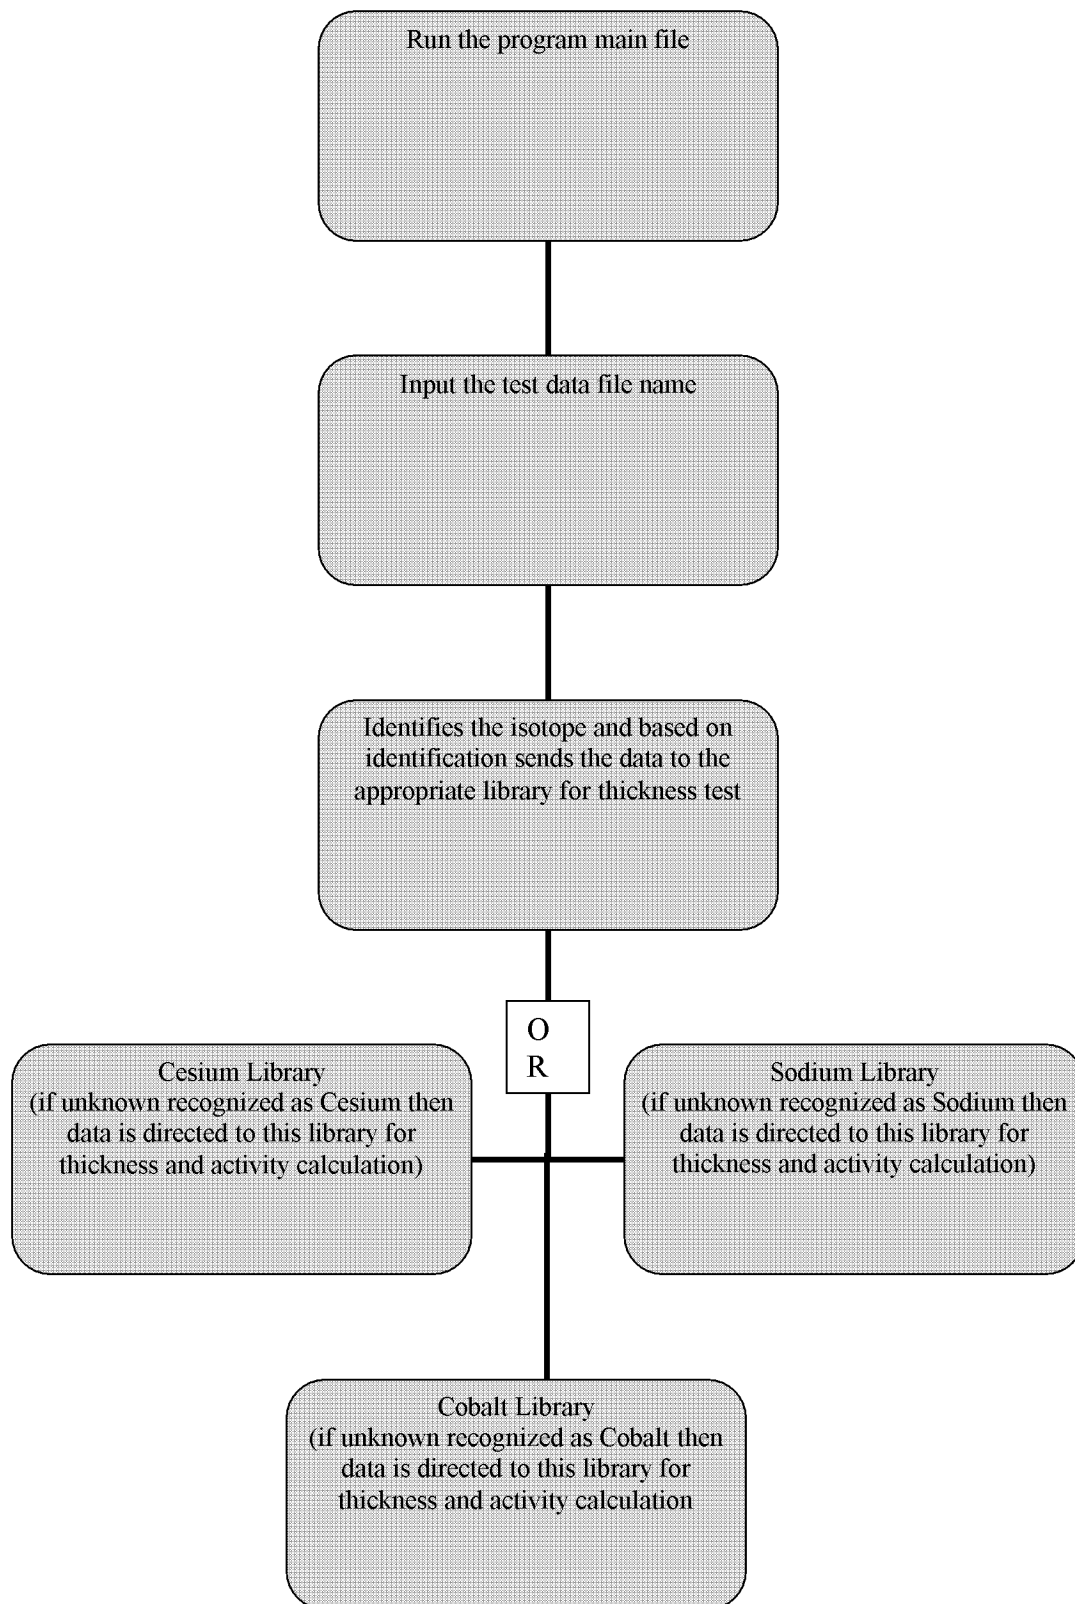 Run the program main file
Input the test data file name
Identifies the isotope and based on
identification sends the data to the
appropriate library for thickness test
O
R
Cesium Library
(if unknown recognized as Cesium then
data is directed to this library for
thickness and activity calculation)
Sodium Library
(if unknown recognized as Sodium then
data is directed to this library for
thickness and activity calculation)
Cobalt Library
(if unknown recognized as Cobalt then
data is directed to this library for
thickness and activity calculation